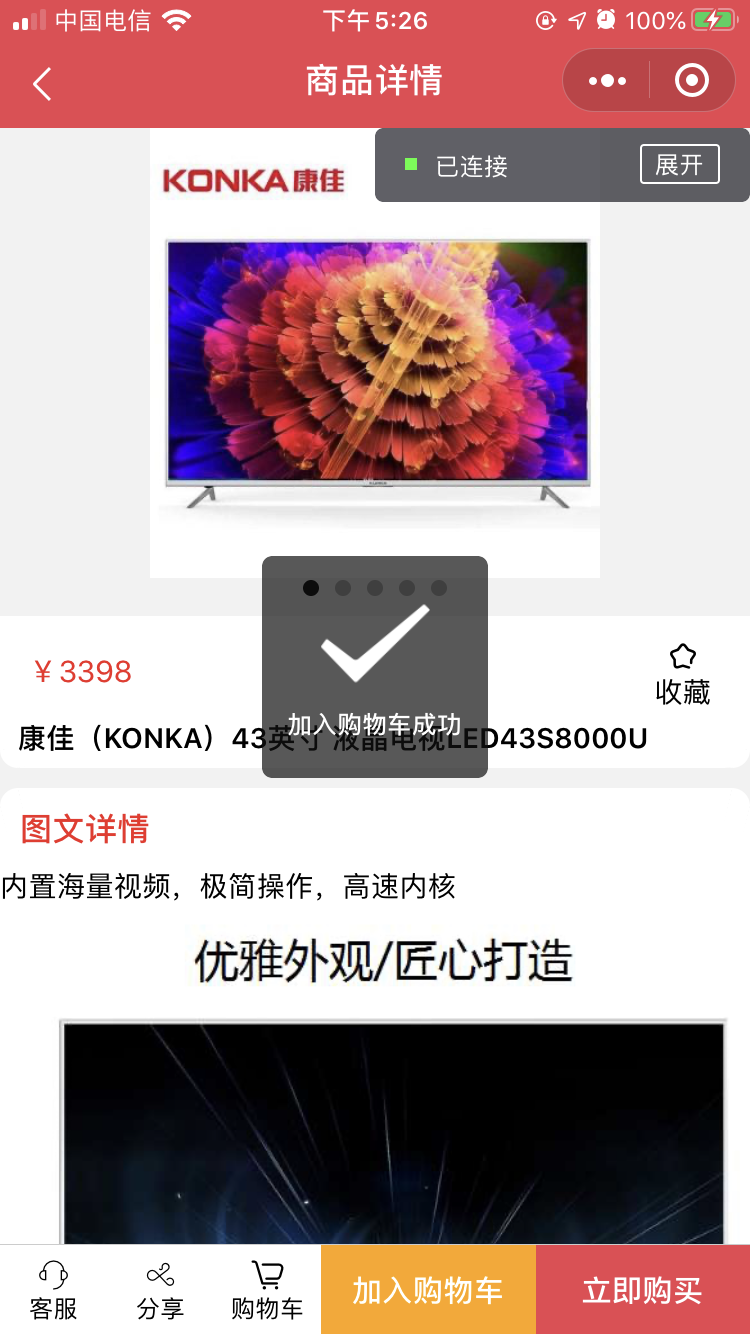 中国电信
下午5:26
100%
商品详情
已连接
展开
KONKA康佳
¥3398
收藏
加入购物车成功
康佳（KONKA）43英寸 液晶电视LED43S8000U
图文详情
内置海量视频，极简操作，高速内核
优雅外观/匠心打造
客服
分享
购物车
加入购物车
立即购买